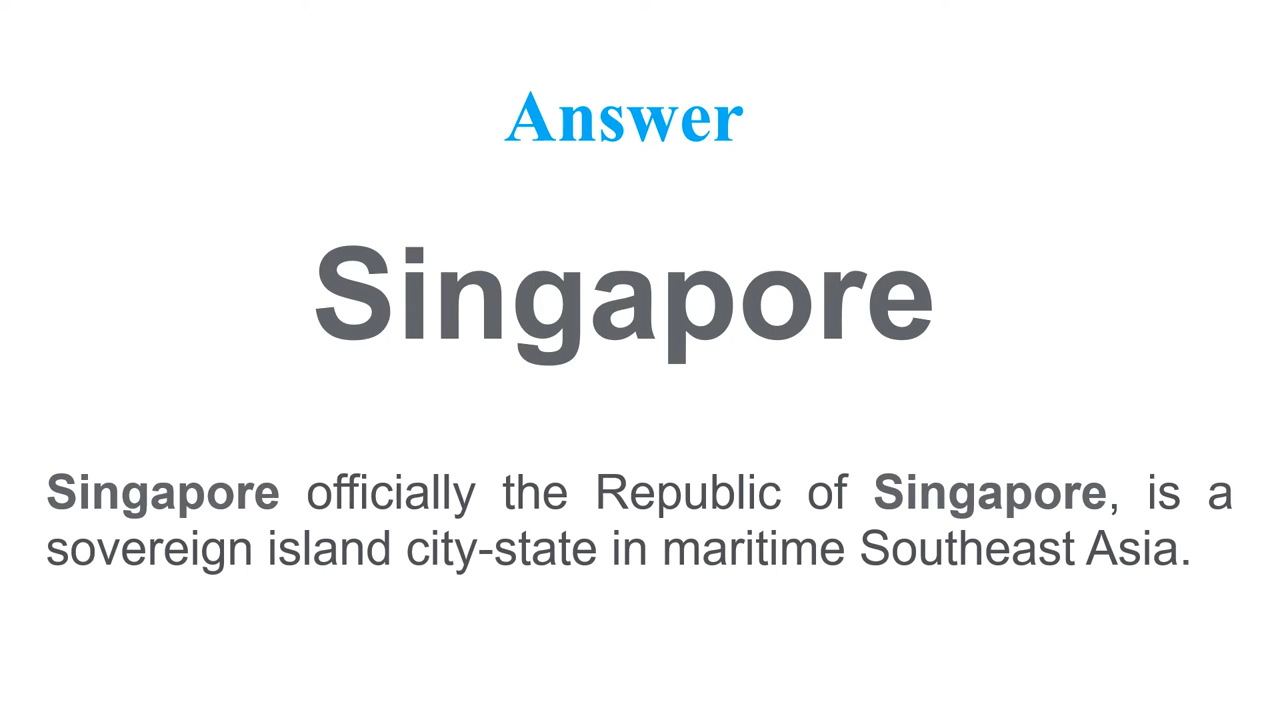 Answer
Singapore
Singapore officially the Republic of Singapore, is a
sovereign island city-state in maritime Southeast Asia.